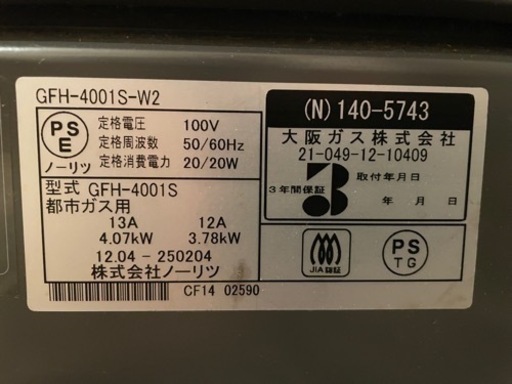 GFH-4001S-W2
PS
E
ノーリツ
定格電圧 100V
定格周波数 50/60Hz
定格消費電力 20/20W
型式 GFH-4001S
都市ガス用
13A 12A
4.07kW 3.78kW
12.04-250204
株式会社ノーリツ
CF14 02590
(N) 140-5743
大阪ガス株式会社
21-049-12-10409
3年間保証
3
取付年月日
年 月 日
JIA認証
PS
TG